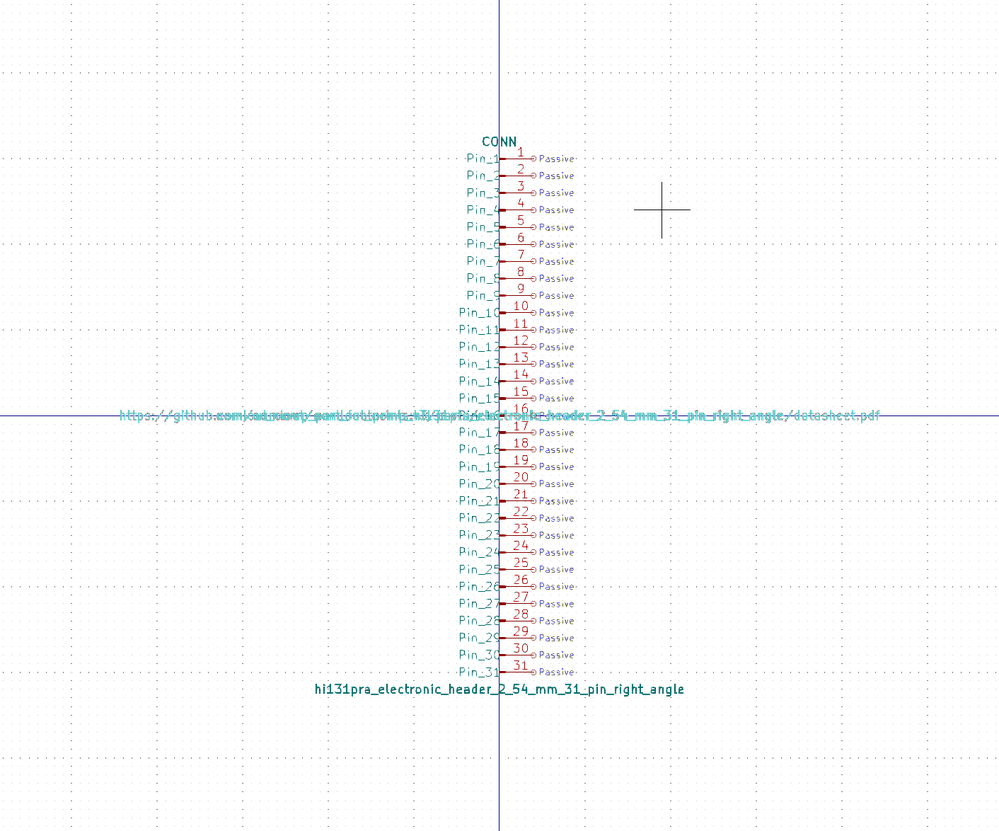 CONN
Pin_1 1 Passive
Pin_2 2 Passive
Pin_3 3 Passive
Pin_4 4 Passive
Pin_5 5 Passive
Pin_6 6 Passive
Pin_7 7 Passive
Pin_8 8 Passive
Pin_9 9 Passive
Pin_10 10 Passive
Pin_11 11 Passive
Pin_12 12 Passive
Pin_13 13 Passive
Pin_14 14 Passive
Pin_15 15 Passive
16
Pin_17 17 Passive
Pin_18 18 Passive
Pin_19 19 Passive
Pin_20 20 Passive
Pin_21 21 Passive
Pin_22 22 Passive
Pin_23 23 Passive
Pin_24 24 Passive
Pin_25 25 Passive
Pin_26 26 Passive
Pin_27 27 Passive
Pin_28 28 Passive
Pin_29 29 Passive
Pin_30 30 Passive
Pin_31 31 Passive
hi131pra_electronic_header_2_54_mm_31_pin_right_angle